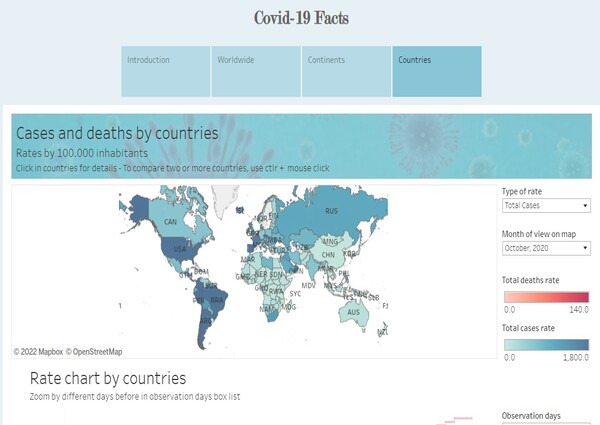 Covid-19 Facts
Introduction
Worldwide
Continents
Countries
Cases and deaths by countries
Rates by 100.000 inhabitants
Click in countries for details - To compare two or more countries, use ctlr + mouse click
Type of rate
Total Cases
Month of view on map
October, 2020
Total deaths rate
0.0 140.0
Total cases rate
0.0 1,800.0
RUS
CAN
NOR
USA
MNG
CHN
KOR
MAR
DOM
GTM
NER SDN
PHL
MDV
MYS
SYC
RWA
PER BRA
NAM
MDG
AUS
NZL
© 2022 Mapbox © OpenStreetMap
Rate chart by countries
Zoom by different days before in observation days box list
Observation days